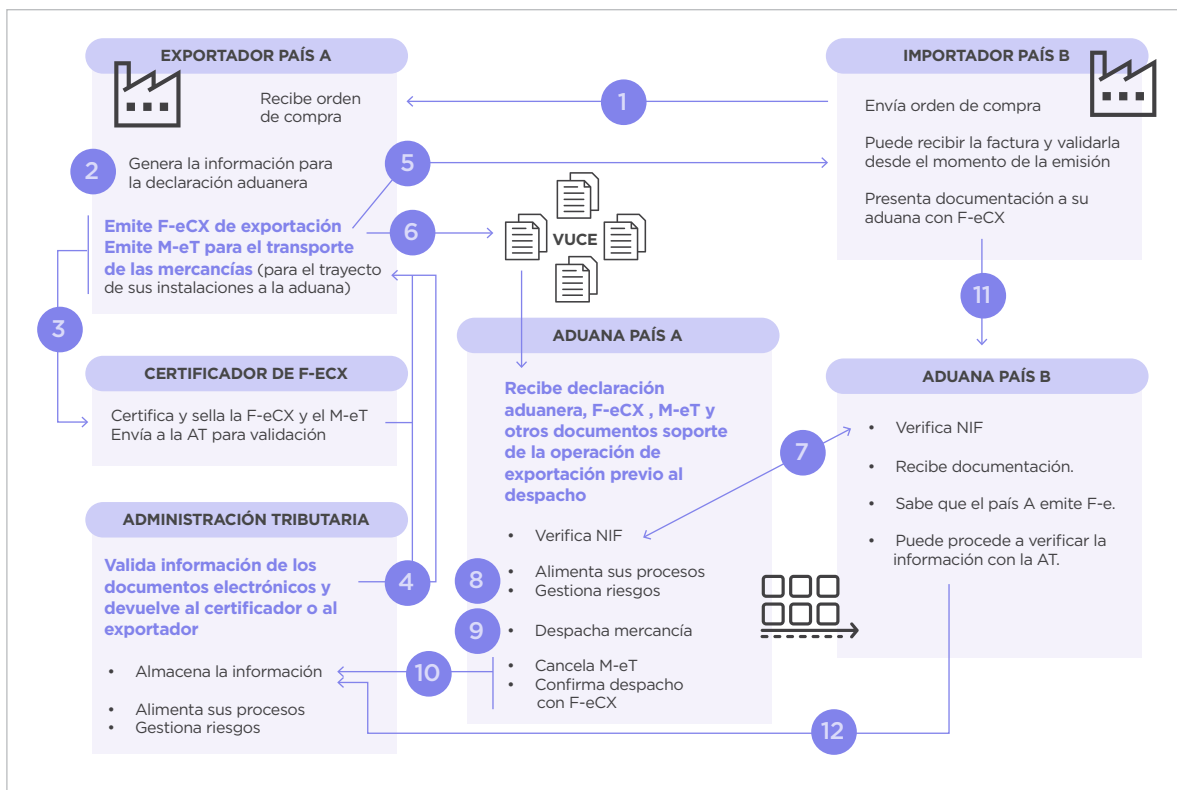 EXPORTADOR PAÍS A
Recibe orden
de compra
2
Genera la información para
la declaración aduanera
Emite F-eCX de exportación
Emite M-eT para el transporte
de las mercancías (para el trayecto
de sus instalaciones a la aduana)
1
5
6
3
VUCE
IMPORTADOR PAÍS B
Envía orden de compra
Puede recibir la factura y validarla
desde el momento de la emisión
Presenta documentación a su
aduana con F-eCX
11
CERTIFICADOR DE F-ECX
Certifica y sella la F-eCX y el M-eT
Envía a la AT para validación
ADMINISTRACIÓN TRIBUTARIA
Valida información de los
documentos electrónicos y
devuelve al certificador o al
exportador
4
• Almacena la información
• Alimenta sus procesos
• Gestiona riesgos
ADUANA PAÍS A
Recibe declaración
aduanera, F-eCX , M-eT y
otros documentos soporte
de la operación de
exportación previo al
despacho
7
• Verifica NIF
8
• Alimenta sus procesos
• Gestiona riesgos
9
• Despacha mercancía
10
• Cancela M-eT
• Confirma despacho
con F-eCX
ADUANA PAÍS B
• Verifica NIF
• Recibe documentación.
• Sabe que el país A emite F-e.
• Puede procede a verificar la
información con la AT.
12